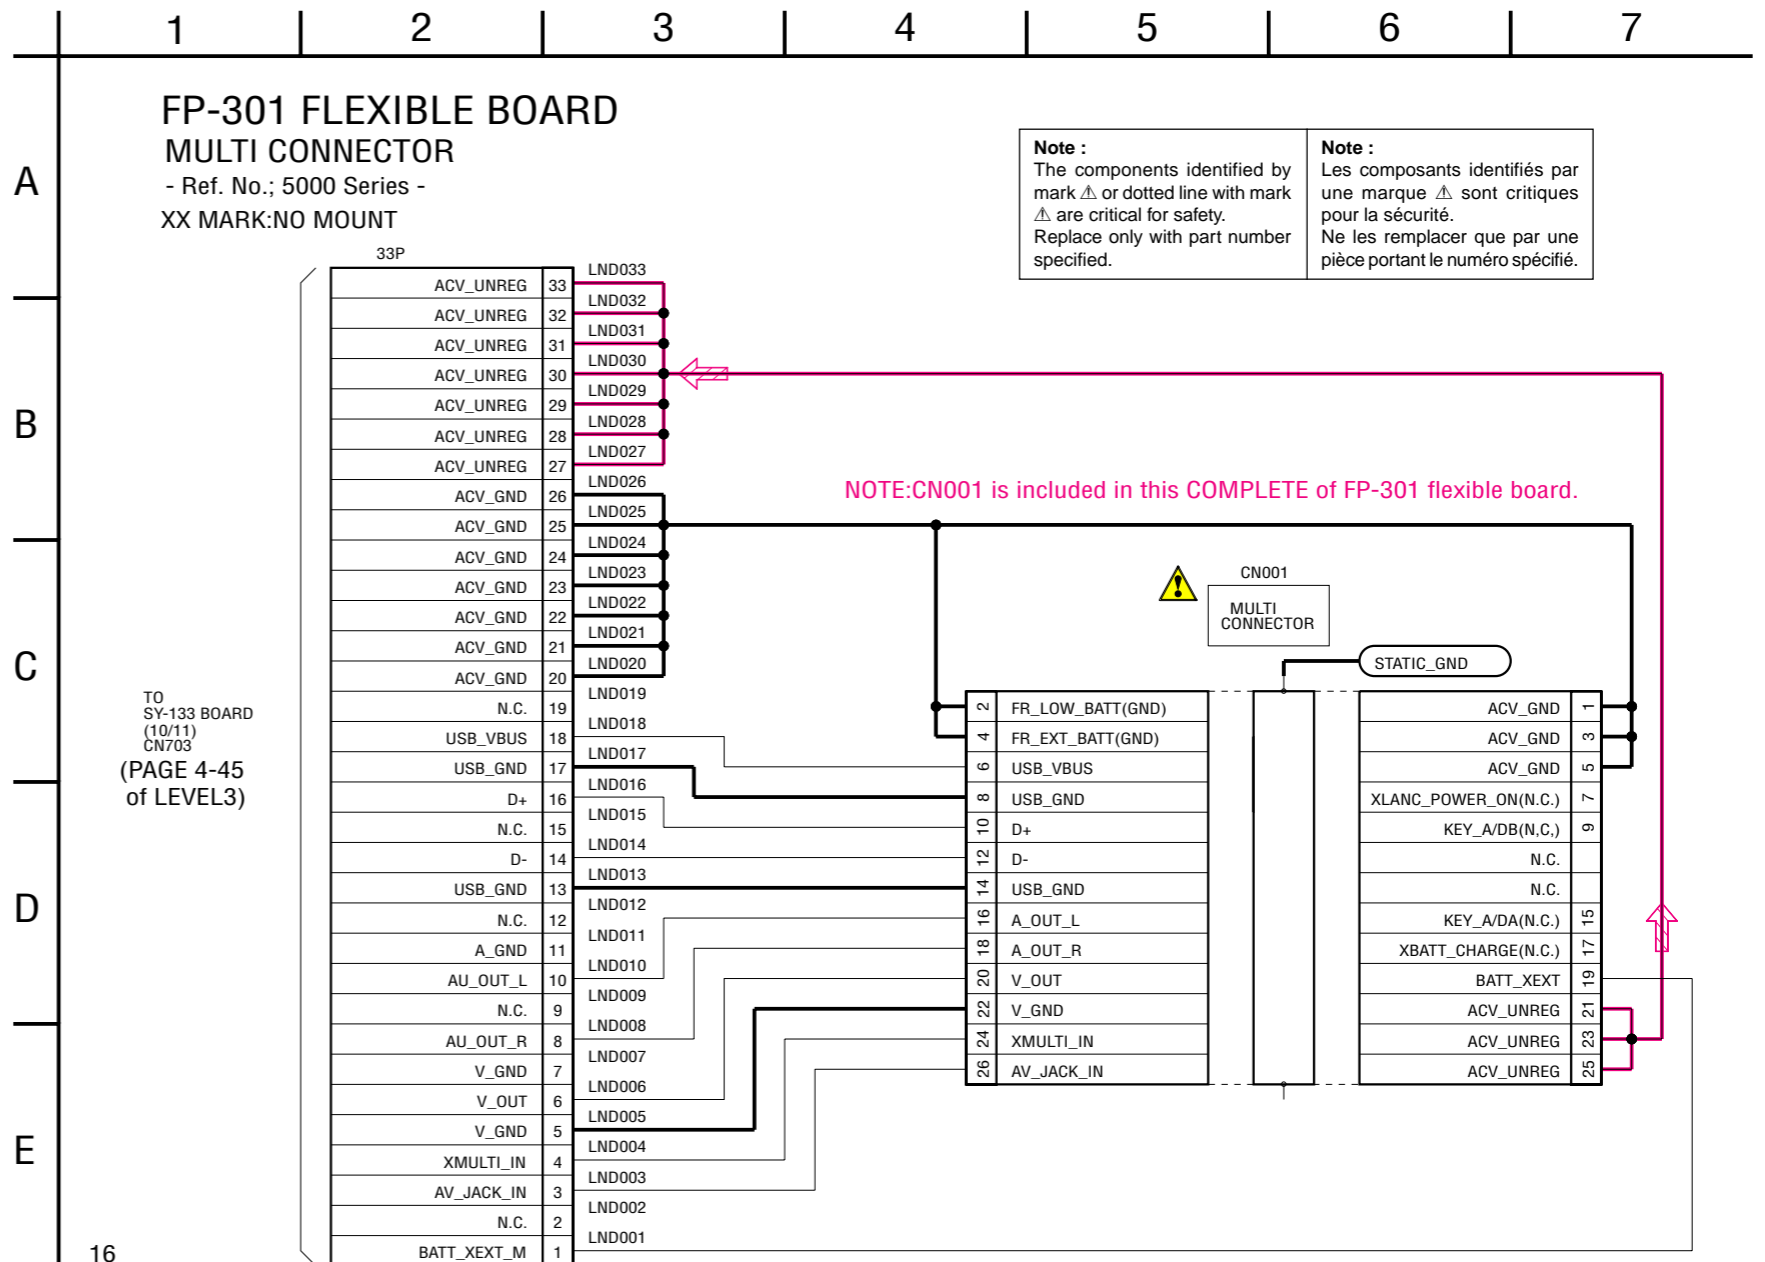 1 2 3 4 5 6 7
A
B
C
D
E
FP-301 FLEXIBLE BOARD
MULTI CONNECTOR
- Ref. No.; 5000 Series -
XX MARK:NO MOUNT
Note :
The components identified by
mark ⚠ or dotted line with mark
⚠ are critical for safety.
Replace only with part number
specified.
Note :
Les composants identifiés par
une marque ⚠ sont critiques
pour la sécurité.
Ne les remplacer que par une
pièce portant le numéro spécifié.
33P
ACV_UNREG 33 LND033
ACV_UNREG 32 LND032
ACV_UNREG 31 LND031
ACV_UNREG 30 LND030
ACV_UNREG 29 LND029
ACV_UNREG 28 LND028
ACV_UNREG 27 LND027
ACV_GND 26 LND026
ACV_GND 25 LND025
ACV_GND 24 LND024
ACV_GND 23 LND023
ACV_GND 22 LND022
ACV_GND 21 LND021
ACV_GND 20 LND020
N.C. 19 LND019
USB_VBUS 18 LND018
USB_GND 17 LND017
D+ 16 LND016
N.C. 15 LND015
D- 14 LND014
USB_GND 13 LND013
N.C. 12 LND012
A_GND 11 LND011
AU_OUT_L 10 LND010
N.C. 9 LND009
AU_OUT_R 8 LND008
V_GND 7 LND007
V_OUT 6 LND006
V_GND 5 LND005
XMULTI_IN 4 LND004
AV_JACK_IN 3 LND003
N.C. 2 LND002
BATT_XEXT_M 1 LND001
TO
SY-133 BOARD
(10/11)
CN703
(PAGE 4-45
of LEVEL3)
NOTE:CN001 is included in this COMPLETE of FP-301 flexible board.
CN001
MULTI
CONNECTOR
STATIC_GND
2 FR_LOW_BATT(GND)
4 FR_EXT_BATT(GND)
6 USB_VBUS
8 USB_GND
10 D+
12 D-
14 USB_GND
16 A_OUT_L
18 A_OUT_R
20 V_OUT
22 V_GND
24 XMULTI_IN
26 AV_JACK_IN
ACV_GND 1
ACV_GND 3
ACV_GND 5
XLANC_POWER_ON(N.C.) 7
KEY_A/DB(N,C,) 9
N.C.
N.C.
KEY_A/DA(N.C.) 15
XBATT_CHARGE(N.C.) 17
BATT_XEXT 19
ACV_UNREG 21
ACV_UNREG 23
ACV_UNREG 25
16